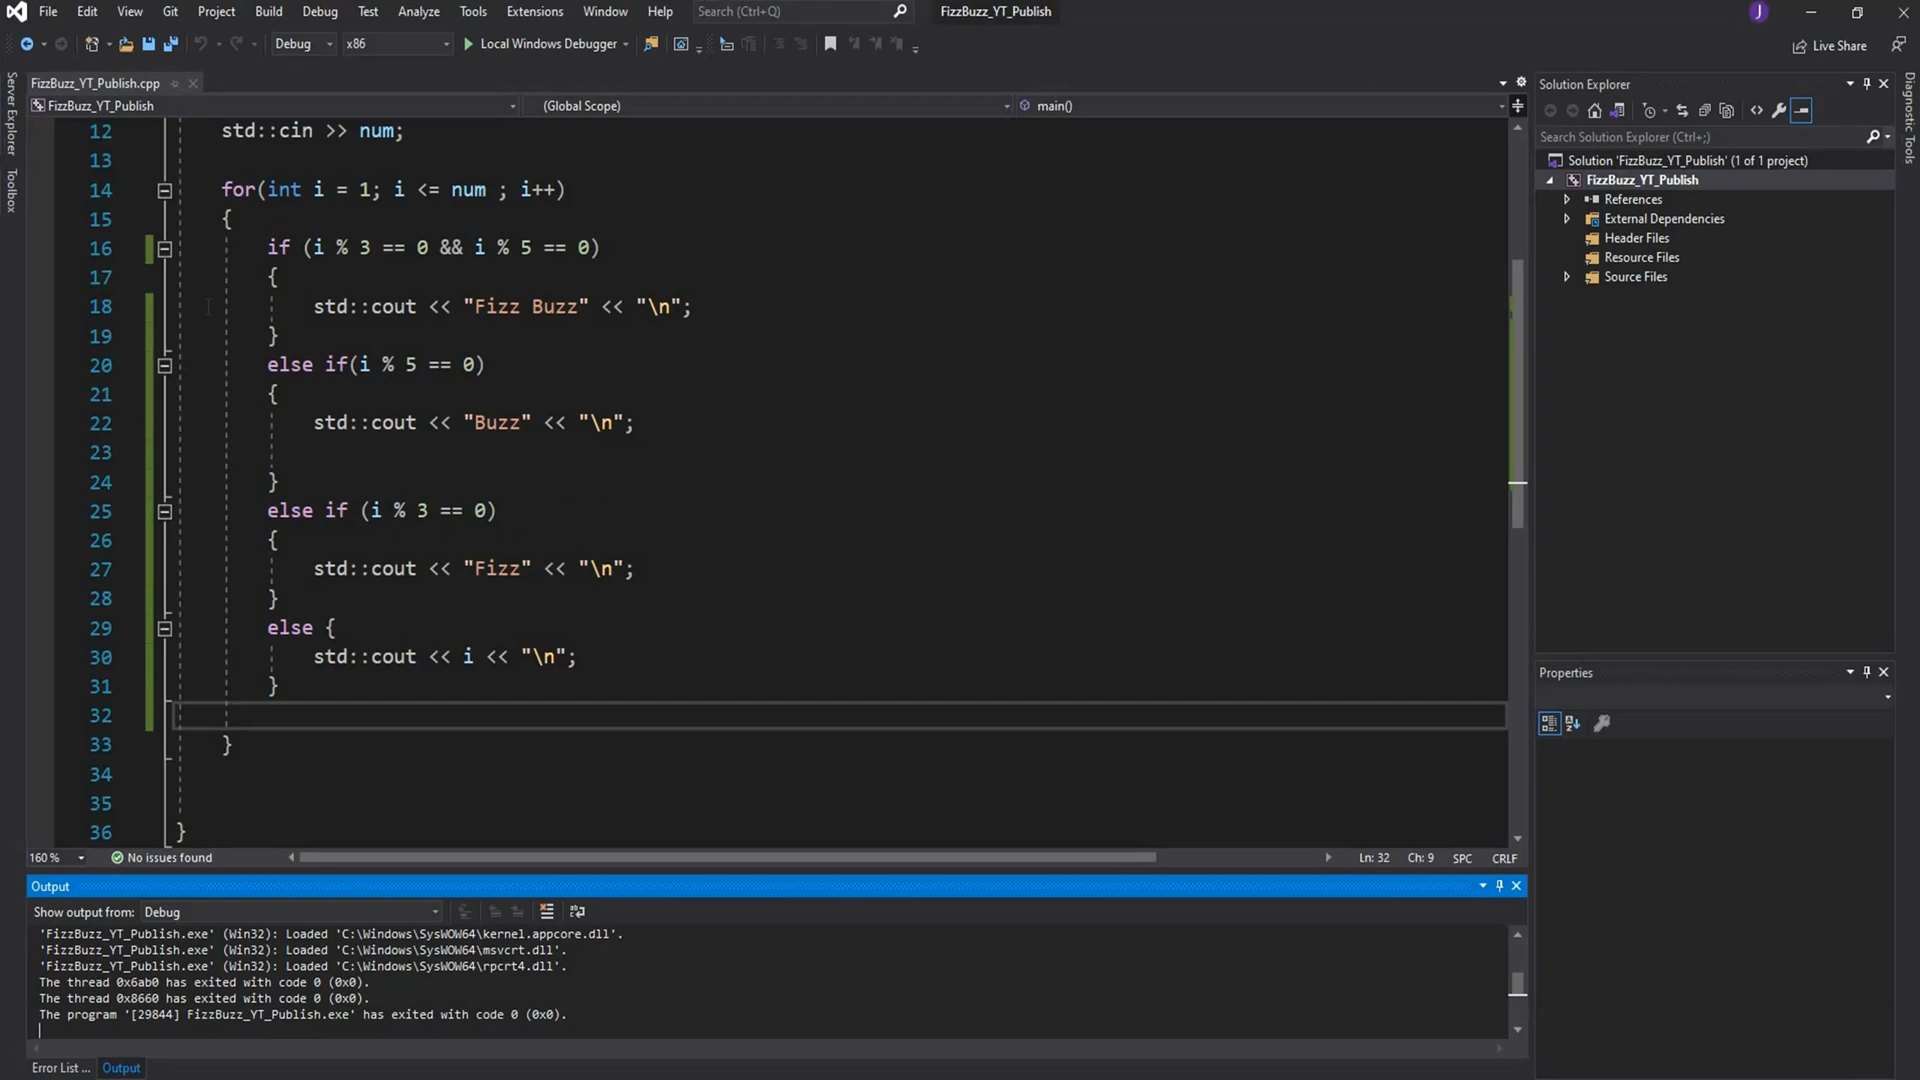 File Edit View Git Project Build Debug Test Analyze Tools Extensions Window Help Search (Ctrl+Q) FizzBuzz_YT_Publish J
Debug x86 Local Windows Debugger Live Share
Server Explorer
Toolbox
FizzBuzz_YT_Publish.cpp
FizzBuzz_YT_Publish (Global Scope) main()
12 std::cin >> num;
13
14 for(int i = 1; i <= num ; i++)
15 {
16 if (i % 3 == 0 && i % 5 == 0)
17 {
18 std::cout << "Fizz Buzz" << "\n";
19 }
20 else if(i % 5 == 0)
21 {
22 std::cout << "Buzz" << "\n";
23
24 }
25 else if (i % 3 == 0)
26 {
27 std::cout << "Fizz" << "\n";
28 }
29 else {
30 std::cout << i << "\n";
31 }
32
33 }
34
35
36 }
160 % No issues found Ln: 32 Ch: 9 SPC CRLF
Output
Show output from: Debug
'FizzBuzz_YT_Publish.exe' (Win32): Loaded 'C:\Windows\SysWOW64\kernel.appcore.dll'.
'FizzBuzz_YT_Publish.exe' (Win32): Loaded 'C:\Windows\SysWOW64\msvcrt.dll'.
'FizzBuzz_YT_Publish.exe' (Win32): Loaded 'C:\Windows\SysWOW64\rpcrt4.dll'.
The thread 0x6ab0 has exited with code 0 (0x0).
The thread 0x8660 has exited with code 0 (0x0).
The program '[29844] FizzBuzz_YT_Publish.exe' has exited with code 0 (0x0).
Error List ... Output
Solution Explorer
Search Solution Explorer (Ctrl+;)
Solution 'FizzBuzz_YT_Publish' (1 of 1 project)
FizzBuzz_YT_Publish
References
External Dependencies
Header Files
Resource Files
Source Files
Properties
Diagnostic Tools